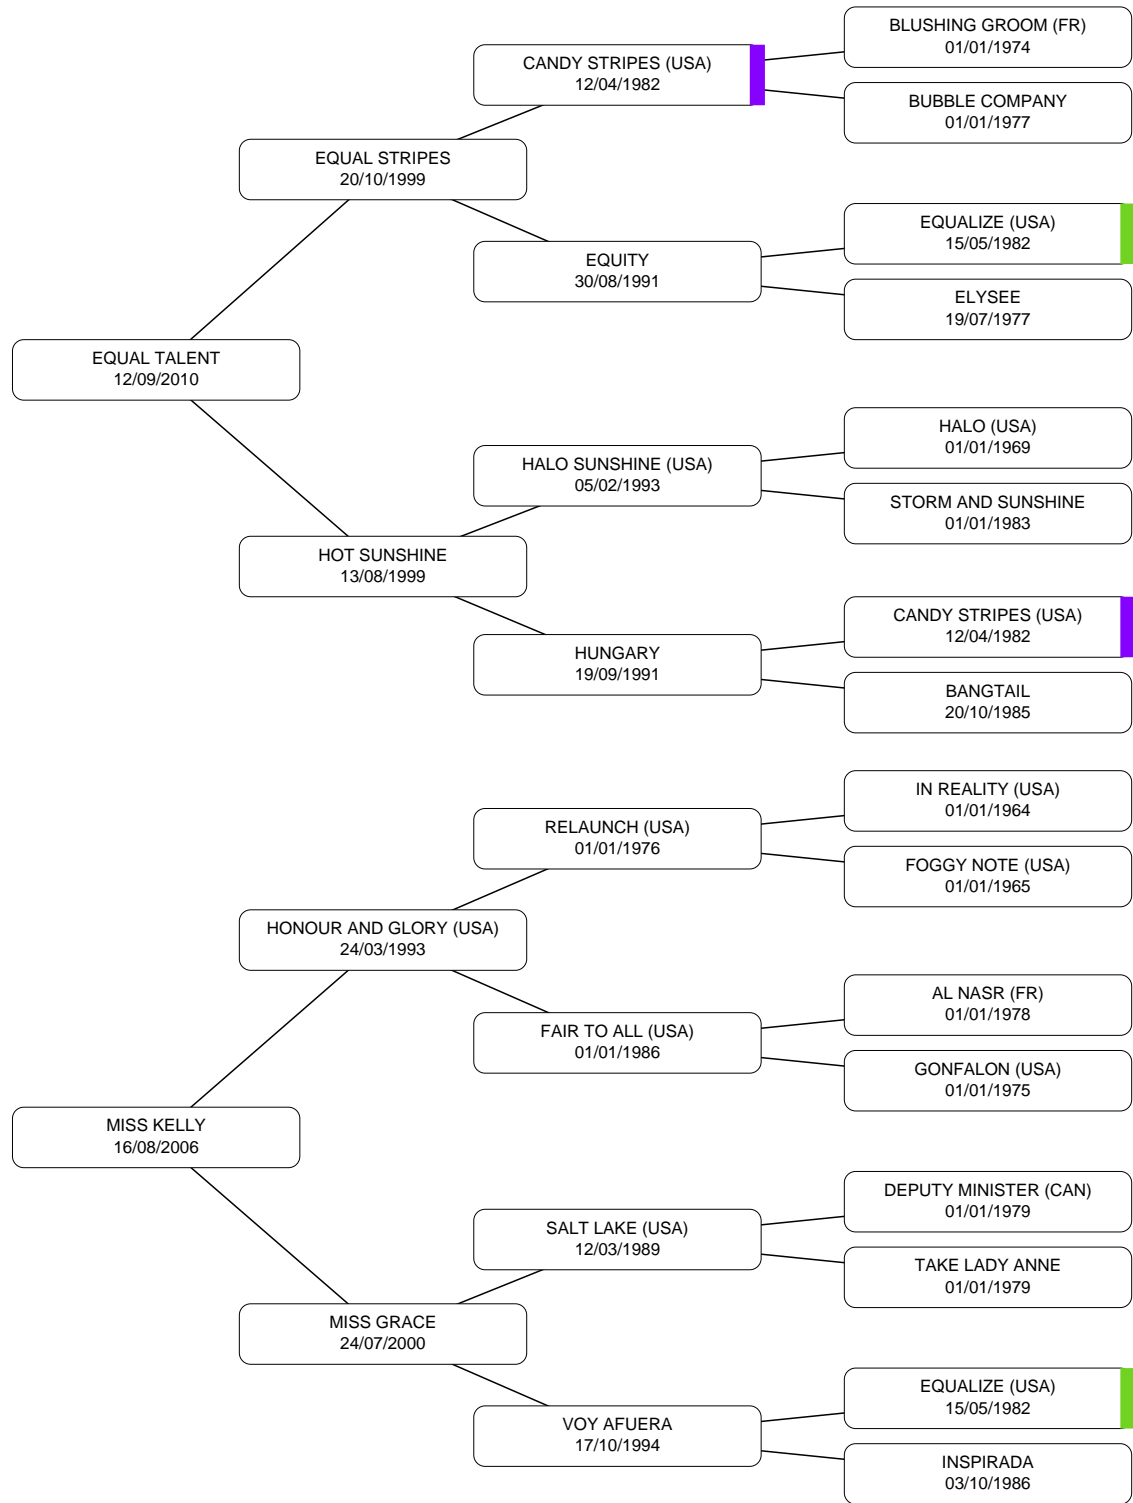 BLUSHING GROOM (FR)
01/01/1974
CANDY STRIPES (USA)
12/04/1982
BUBBLE COMPANY
01/01/1977
EQUAL STRIPES
20/10/1999
EQUALIZE (USA)
15/05/1982
EQUITY
30/08/1991
ELYSEE
19/07/1977
EQUAL TALENT
12/09/2010
HALO (USA)
01/01/1969
HALO SUNSHINE (USA)
05/02/1993
STORM AND SUNSHINE
01/01/1983
HOT SUNSHINE
13/08/1999
CANDY STRIPES (USA)
12/04/1982
HUNGARY
19/09/1991
BANGTAIL
20/10/1985
IN REALITY (USA)
01/01/1964
RELAUNCH (USA)
01/01/1976
FOGGY NOTE (USA)
01/01/1965
HONOUR AND GLORY (USA)
24/03/1993
AL NASR (FR)
01/01/1978
FAIR TO ALL (USA)
01/01/1986
GONFALON (USA)
01/01/1975
MISS KELLY
16/08/2006
DEPUTY MINISTER (CAN)
01/01/1979
SALT LAKE (USA)
12/03/1989
TAKE LADY ANNE
01/01/1979
MISS GRACE
24/07/2000
EQUALIZE (USA)
15/05/1982
VOY AFUERA
17/10/1994
INSPIRADA
03/10/1986